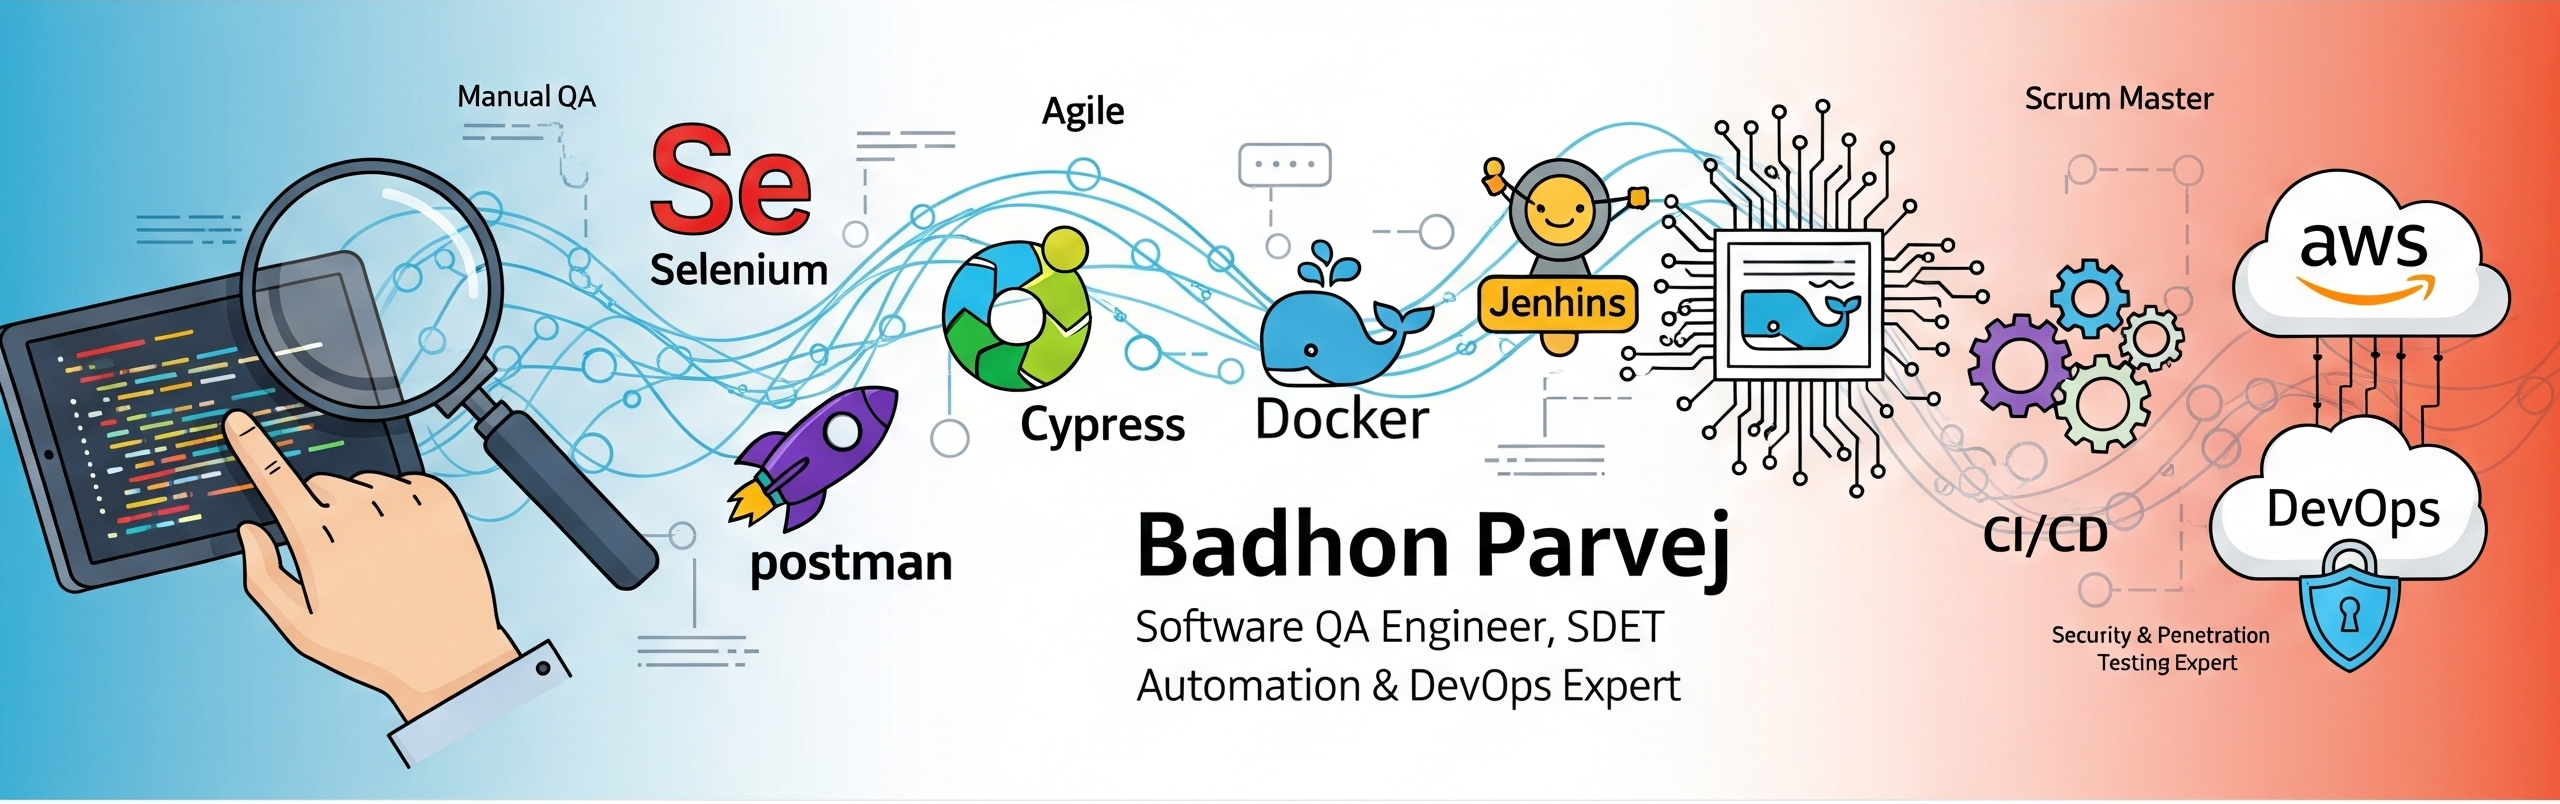 Manual QA
Se
Selenium
postman
Agile
Cypress
Docker
Jenhins
Badhon Parvej
Software QA Engineer, SDET
Automation & DevOps Expert
Scrum Master
CI/CD
aws
DevOps
Security & Penetration
Testing Expert